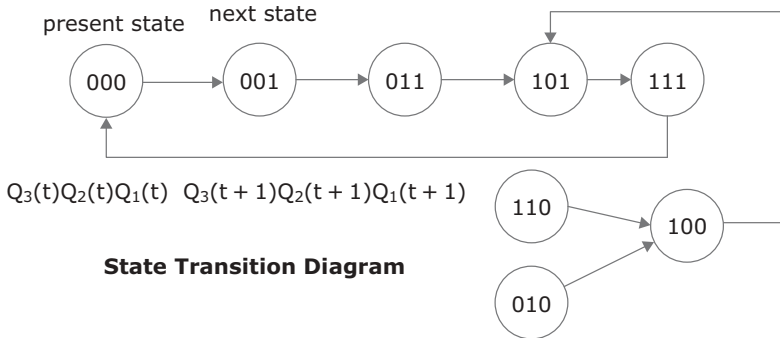 present state
next state
000
001
011
101
111
Q₃(t)Q₂(t)Q₁(t) Q₃(t + 1)Q₂(t + 1)Q₁(t + 1)
110
100
State Transition Diagram
010